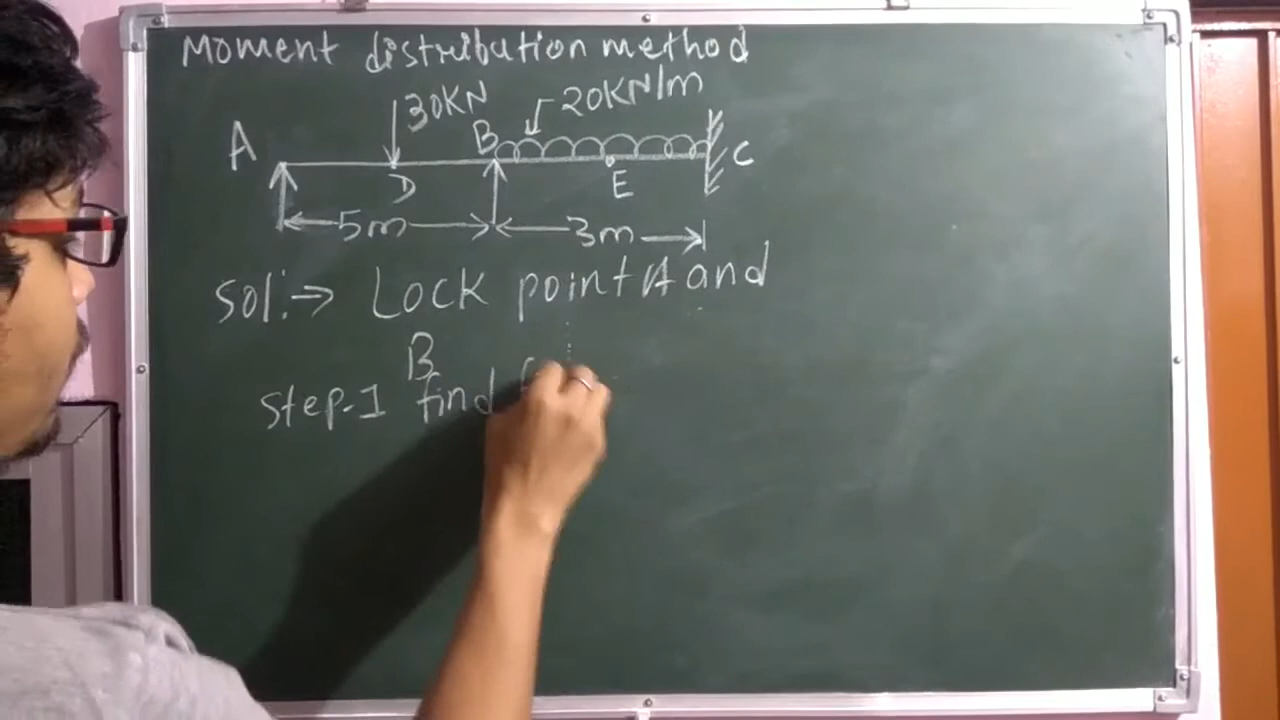 Moment distribution method
30KN
20KN/m
A
B
C
D
E
5m
3m
Sol:→ Lock point A and
B
Step-1 find